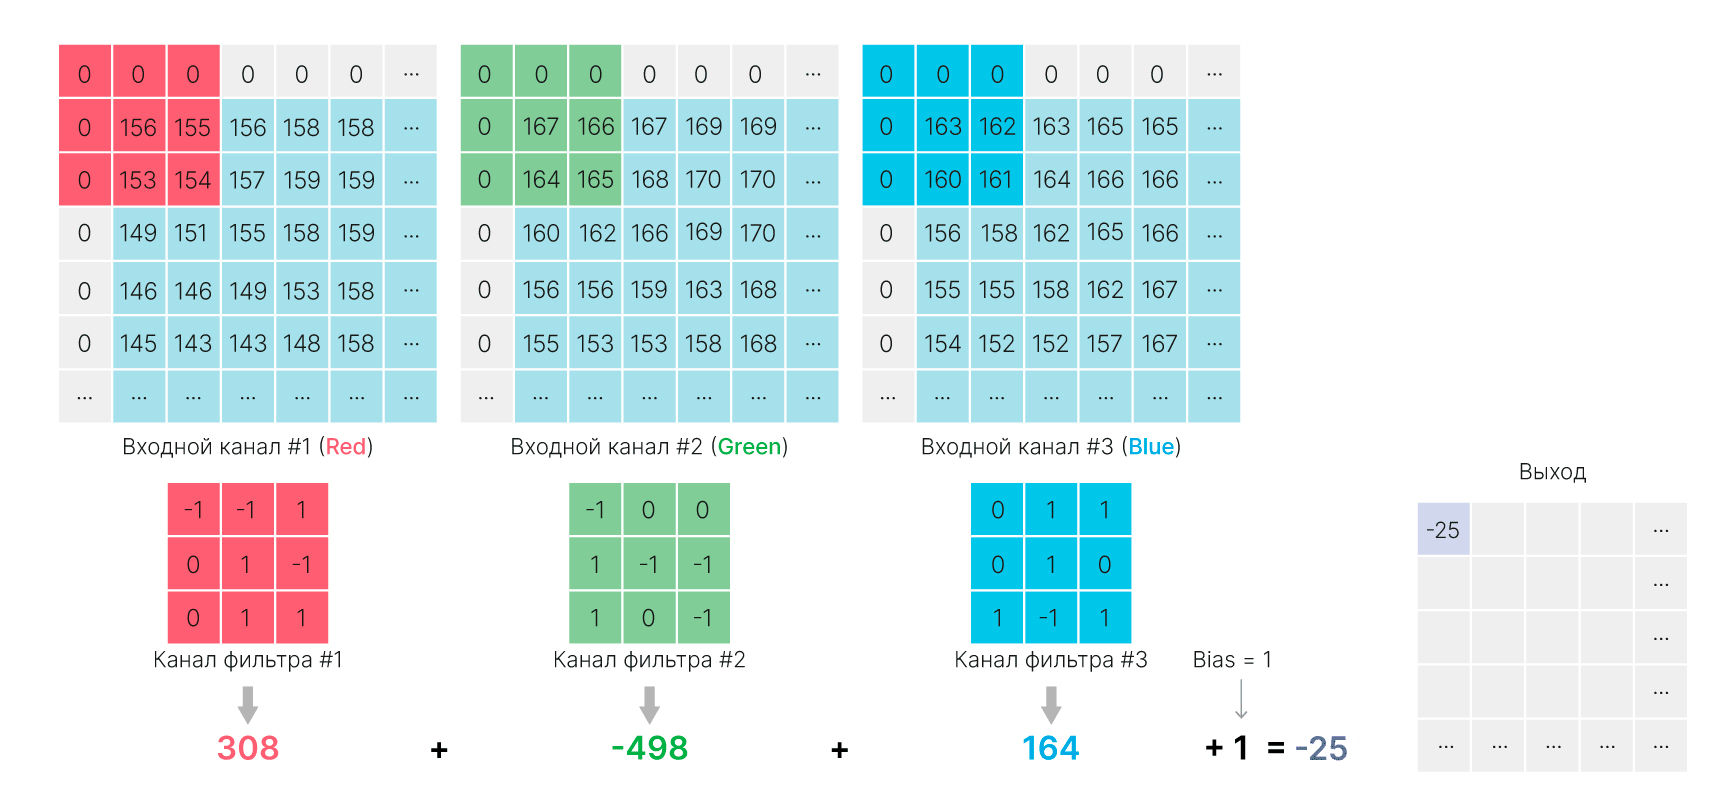 0 0 0 0 0 0 ...
0 156 155 156 158 158 ...
0 153 154 157 159 159 ...
0 149 151 155 158 159 ...
0 146 146 149 153 158 ...
0 145 143 143 148 158 ...
... ... ... ... ... ... ...
Входной канал #1 (Red)
0 0 0 0 0 0 ...
0 167 166 167 169 169 ...
0 164 165 168 170 170 ...
0 160 162 166 169 170 ...
0 156 156 159 163 168 ...
0 155 153 153 158 168 ...
... ... ... ... ... ... ...
Входной канал #2 (Green)
0 0 0 0 0 0 ...
0 163 162 163 165 165 ...
0 160 161 164 166 166 ...
0 156 158 162 165 166 ...
0 155 155 158 162 167 ...
0 154 152 152 157 167 ...
... ... ... ... ... ... ...
Входной канал #3 (Blue)
-1 -1 1
0 1 -1
0 1 1
Канал фильтра #1
-1 0 0
1 -1 -1
1 0 -1
Канал фильтра #2
0 1 1
0 1 0
1 -1 1
Канал фильтра #3
Bias = 1
308 + -498 + 164 + 1 = -25
Выход
-25 ...
...
...
...
... ... ... ... ...